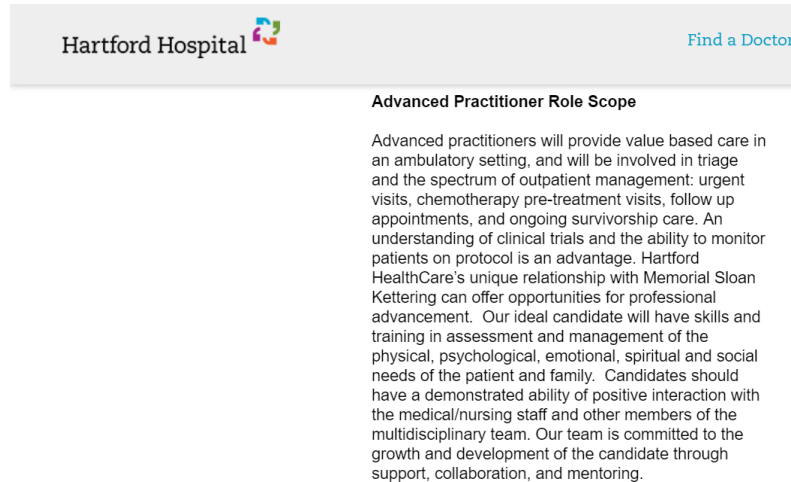 Hartford Hospital
Find a Doctor
Advanced Practitioner Role Scope
Advanced practitioners will provide value based care in
an ambulatory setting, and will be involved in triage
and the spectrum of outpatient management: urgent
visits, chemotherapy pre-treatment visits, follow up
appointments, and ongoing survivorship care. An
understanding of clinical trials and the ability to monitor
patients on protocol is an advantage. Hartford
HealthCare’s unique relationship with Memorial Sloan
Kettering can offer opportunities for professional
advancement.  Our ideal candidate will have skills and
training in assessment and management of the
physical, psychological, emotional, spiritual and social
needs of the patient and family.  Candidates should
have a demonstrated ability of positive interaction with
the medical/nursing staff and other members of the
multidisciplinary team. Our team is committed to the
growth and development of the candidate through
support, collaboration, and mentoring.